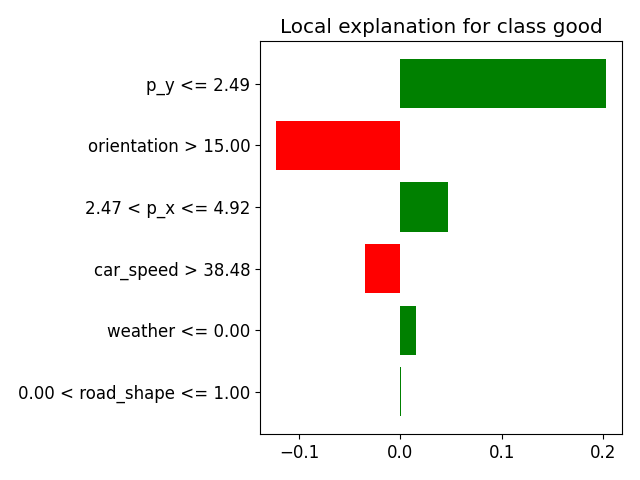 Local explanation for class good
p_y <= 2.49
orientation > 15.00
2.47 < p_x <= 4.92
car_speed > 38.48
weather <= 0.00
0.00 < road_shape <= 1.00
−0.1 0.0 0.1 0.2